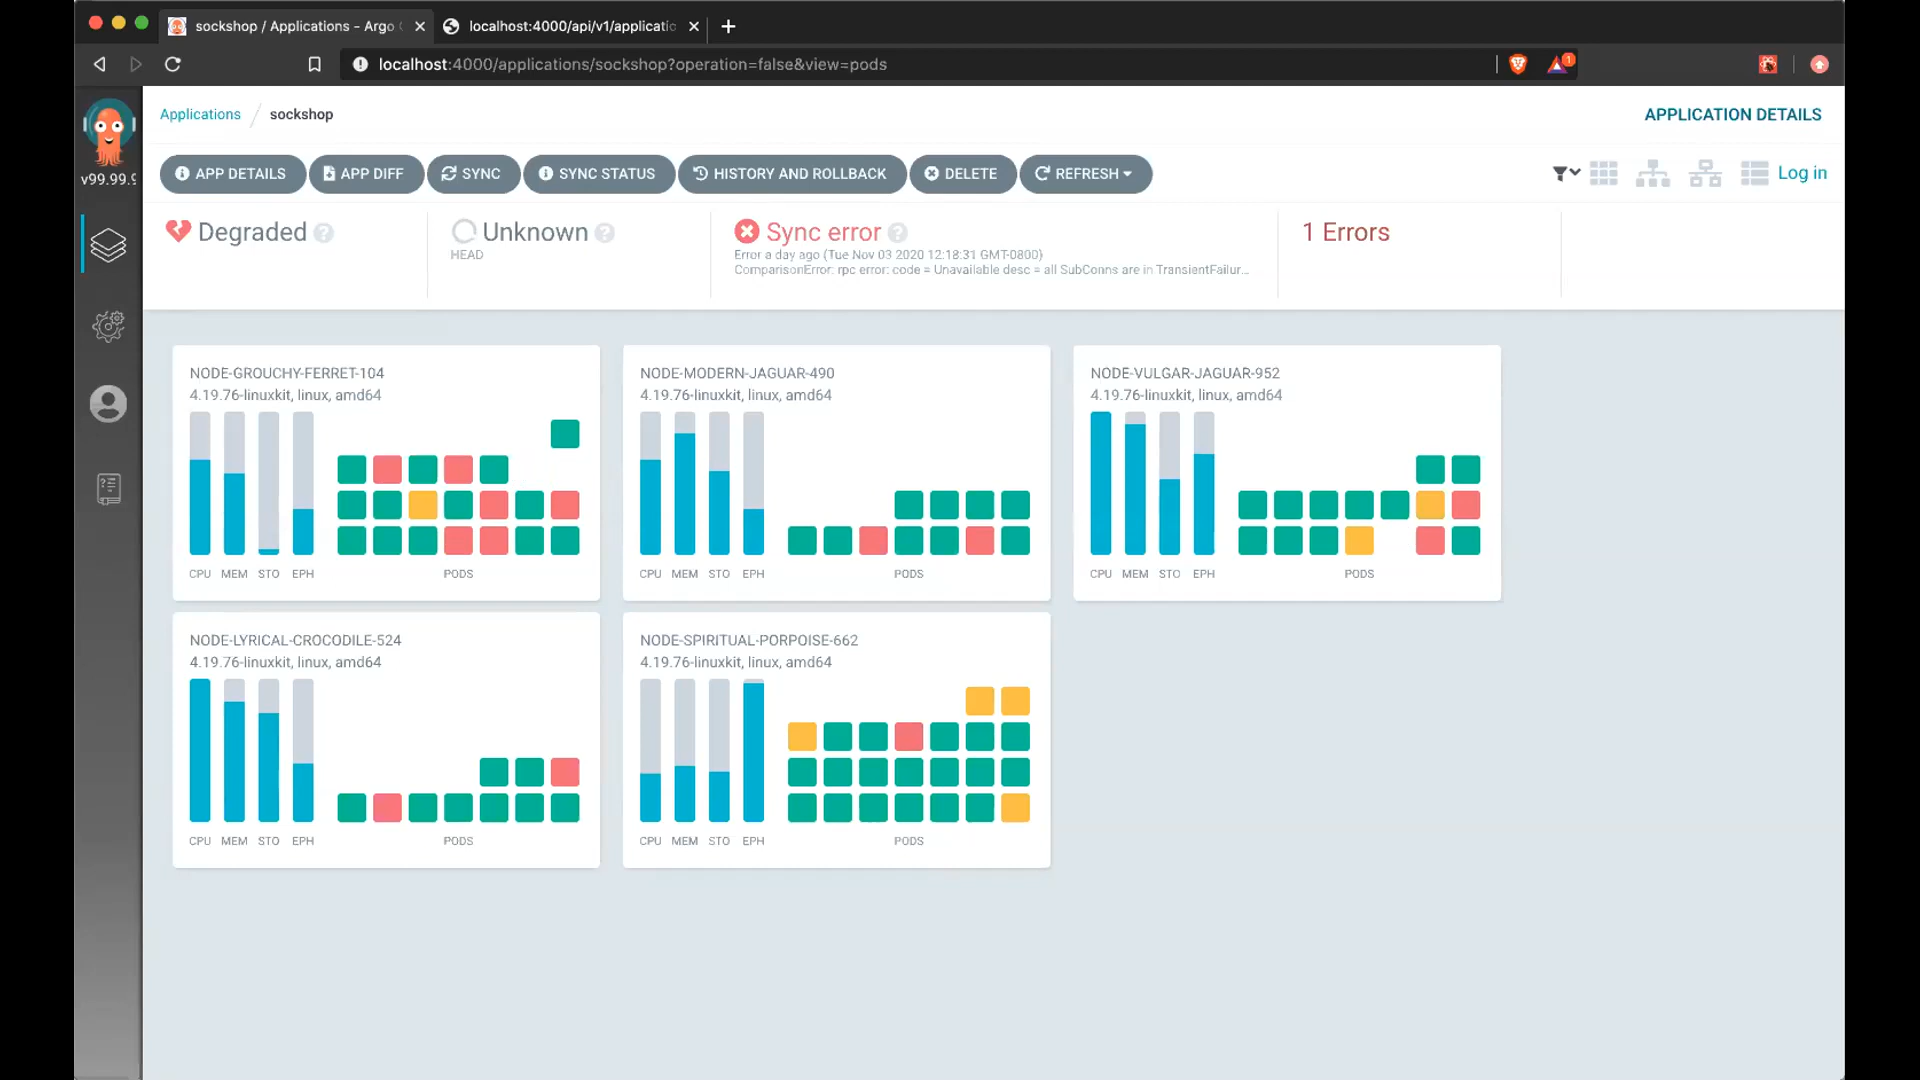 sockshop / Applications - Argo
localhost:4000/api/v1/applicatic
localhost:4000/applications/sockshop?operation=false&view=pods
1
v99.99.9
Applications / sockshop
APPLICATION DETAILS
APP DETAILS
APP DIFF
SYNC
SYNC STATUS
HISTORY AND ROLLBACK
DELETE
REFRESH
Log in
Degraded
Unknown
HEAD
Sync error
Error a day ago (Tue Nov 03 2020 12:18:31 GMT-0800)
ComparisonError: rpc error: code = Unavailable desc = all SubConns are in TransientFailur...
1 Errors
NODE-GROUCHY-FERRET-104
4.19.76-linuxkit, linux, amd64
CPU MEM STO EPH PODS
NODE-MODERN-JAGUAR-490
4.19.76-linuxkit, linux, amd64
CPU MEM STO EPH PODS
NODE-VULGAR-JAGUAR-952
4.19.76-linuxkit, linux, amd64
CPU MEM STO EPH PODS
NODE-LYRICAL-CROCODILE-524
4.19.76-linuxkit, linux, amd64
CPU MEM STO EPH PODS
NODE-SPIRITUAL-PORPOISE-662
4.19.76-linuxkit, linux, amd64
CPU MEM STO EPH PODS